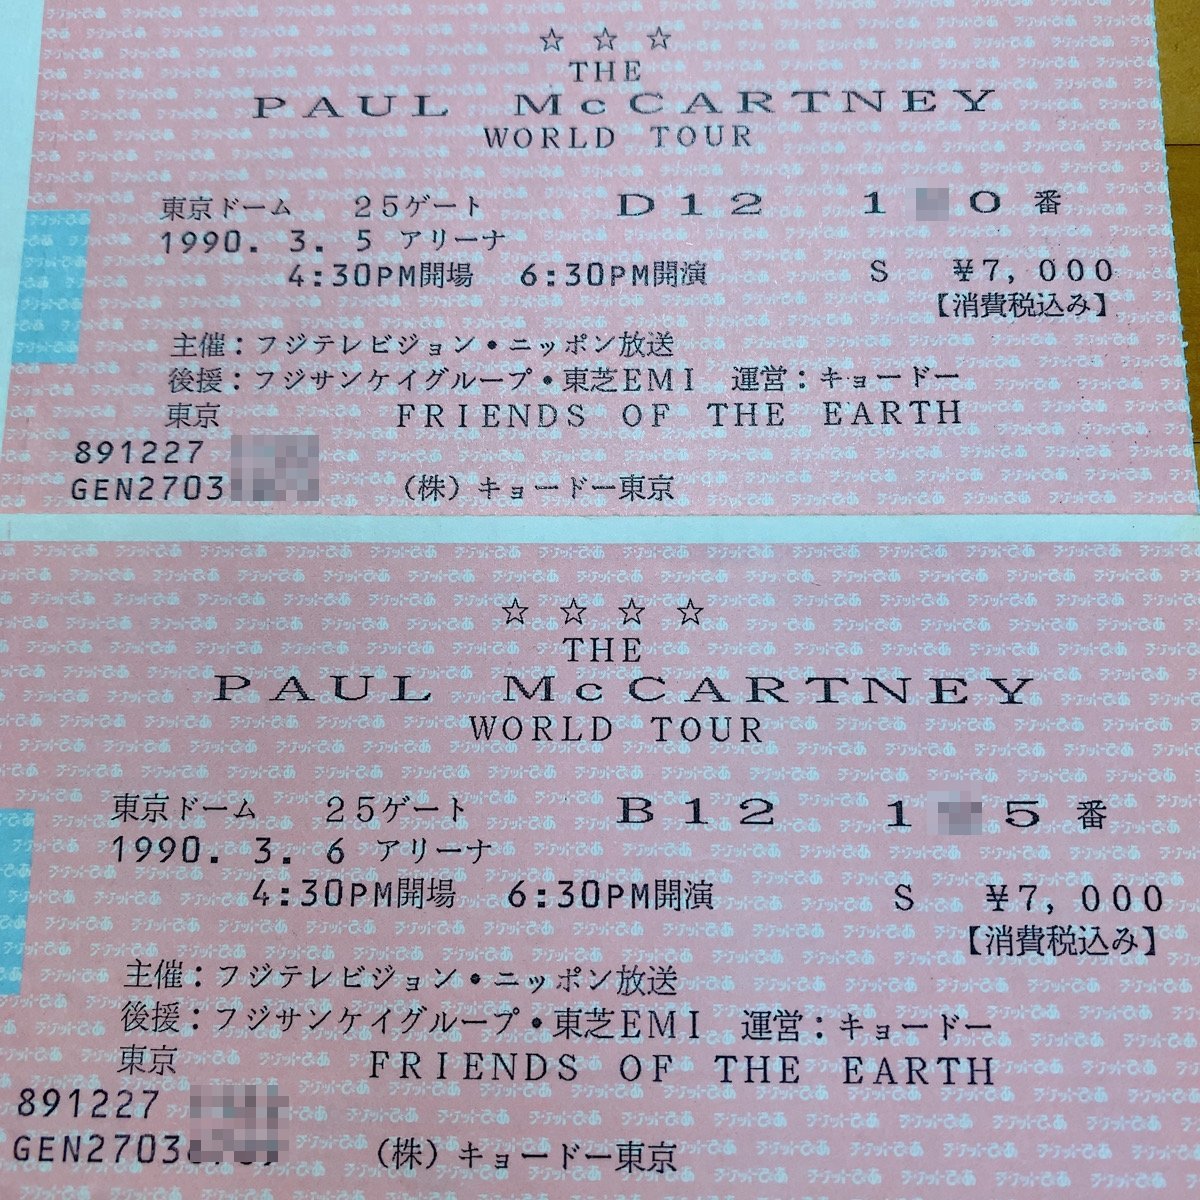 ☆ ☆ ☆
THE
PAUL McCARTNEY
WORLD TOUR
東京ドーム 25ゲート D12 1 0 番
1990. 3. 5 アリーナ
4:30PM開場 6:30PM開演 S ¥7,000
【消費税込み】
主催：フジテレビジョン・ニッポン放送
後援：フジサンケイグループ・東芝EMI 運営：キョードー
東京 FRIENDS OF THE EARTH
891227
GEN2703 （株）キョードー東京
☆ ☆ ☆ ☆
THE
PAUL McCARTNEY
WORLD TOUR
東京ドーム 25ゲート B12 1 5 番
1990. 3. 6 アリーナ
4:30PM開場 6:30PM開演 S ¥7,000
【消費税込み】
主催：フジテレビジョン・ニッポン放送
後援：フジサンケイグループ・東芝EMI 運営：キョードー
東京 FRIENDS OF THE EARTH
891227
GEN2703 （株）キョードー東京